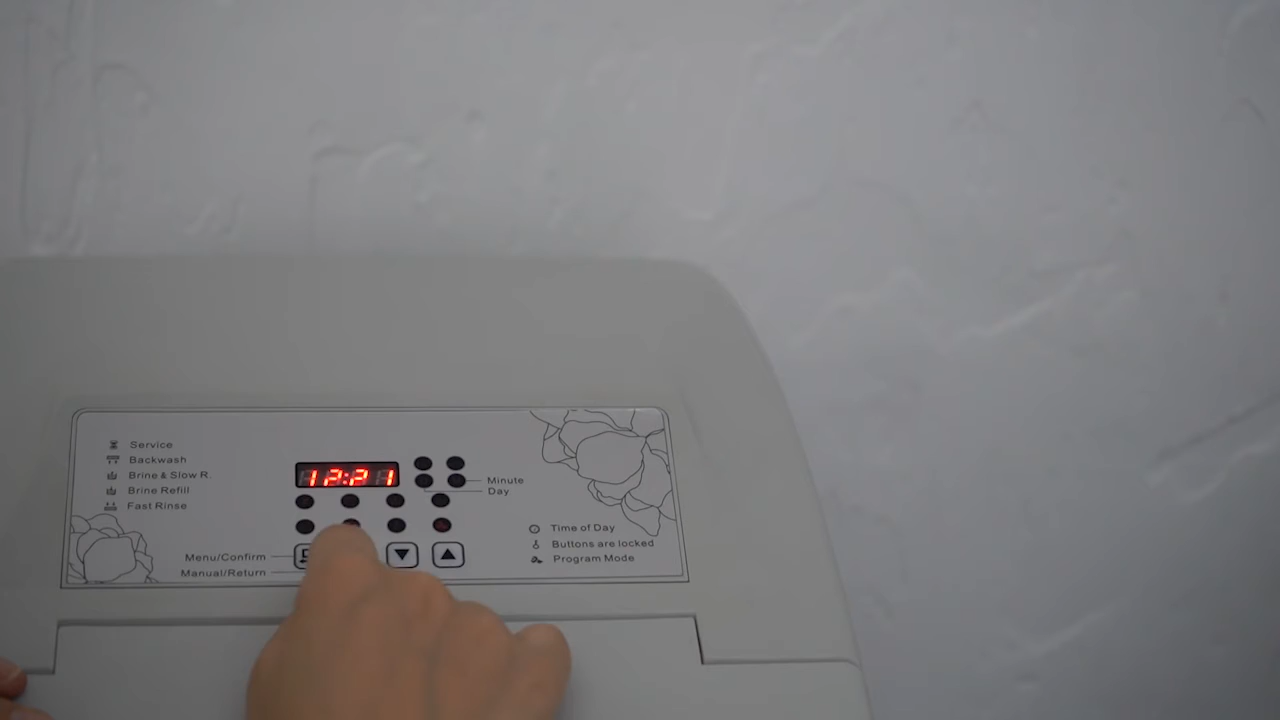 Service
Backwash
Brine & Slow R.
Brine Refill
Fast Rinse
12:21
Minute
Day
Menu/Confirm
Manual/Return
Time of Day
Buttons are locked
Program Mode